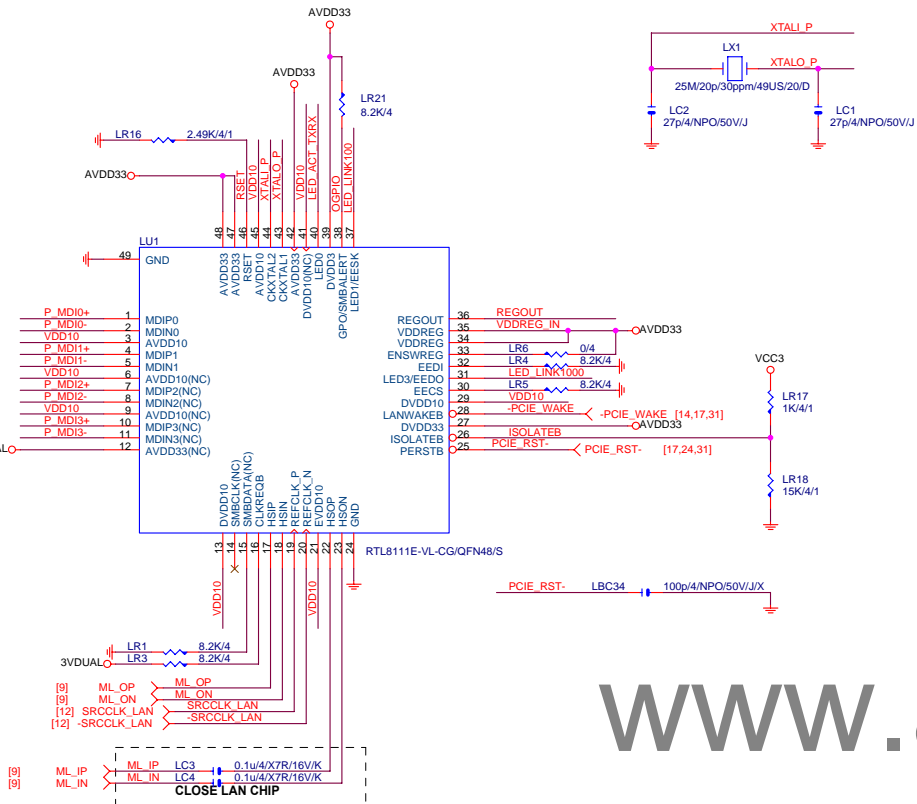 AVDD33
AVDD33
LR21
8.2K/4
LR16 2.49K/4/1
AVDD33
RSET
VDD10
XTALI_P
XTALO_P
VDD10
LED_ACT_TXRX
OGPIO
LED_LINK100
XTALI_P
LX1
XTALO_P
25M/20p/30ppm/49US/20/D
LC2
27p/4/NPO/50V/J
LC1
27p/4/NPO/50V/J
48 47 46 45 44 43 42 41 40 39 38 37
LU1
49 GND
AVDD33
AVDD33
RSET
AVDD10
CKXTAL2
CKXTAL1
AVDD33
DVDD10(NC)
LED0
DVDD3
GPO/SMBALERT
LED1/EESK
P_MDI0+ 1 MDIP0
P_MDI0- 2 MDIN0
VDD10 3 AVDD10
P_MDI1+ 4 MDIP1
P_MDI1- 5 MDIN1
VDD10 6 AVDD10(NC)
P_MDI2+ 7 MDIP2(NC)
P_MDI2- 8 MDIN2(NC)
VDD10 9 AVDD10(NC)
P_MDI3+ 10 MDIP3(NC)
P_MDI3- 11 MDIN3(NC)
12 AVDD33(NC)
REGOUT 36 REGOUT
VDDREG 35 VDDREG_IN AVDD33
VDDREG 34
ENSWREG 33 LR6 0/4
EEDI 32 LR4 8.2K/4
LED3/EEDO 31 LED_LINK1000
EECS 30 LR5 8.2K/4
DVDD10 29 VDD10
LANWAKEB 28 -PCIE_WAKE -PCIE_WAKE [14,17,31]
DVDD33 27 AVDD33
ISOLATEB 26 ISOLATEB
PERSTB 25 PCIE_RST- PCIE_RST- [17,24,31]
VCC3
LR17
1K/4/1
LR18
15K/4/1
DVDD10
SMBCLK(NC)
SMBDATA(NC)
CLKREQB
HSIP
HSIN
REFCLK_P
REFCLK_N
EVDD10
HSOP
HSON
GND
13 14 15 16 17 18 19 20 21 22 23 24
RTL8111E-VL-CG/QFN48/S
VDD10
VDD10
PCIE_RST- LBC34 100p/4/NPO/50V/J/X
LR1 8.2K/4
3VDUAL LR3 8.2K/4
[9] ML_OP ML_OP
[9] ML_ON ML_ON
[12] SRCCLK_LAN SRCCLK_LAN
[12] -SRCCLK_LAN -SRCCLK_LAN
[9] ML_IP ML_IP LC3 0.1u/4/X7R/16V/K
[9] ML_IN ML_IN LC4 0.1u/4/X7R/16V/K
CLOSE LAN CHIP
www.